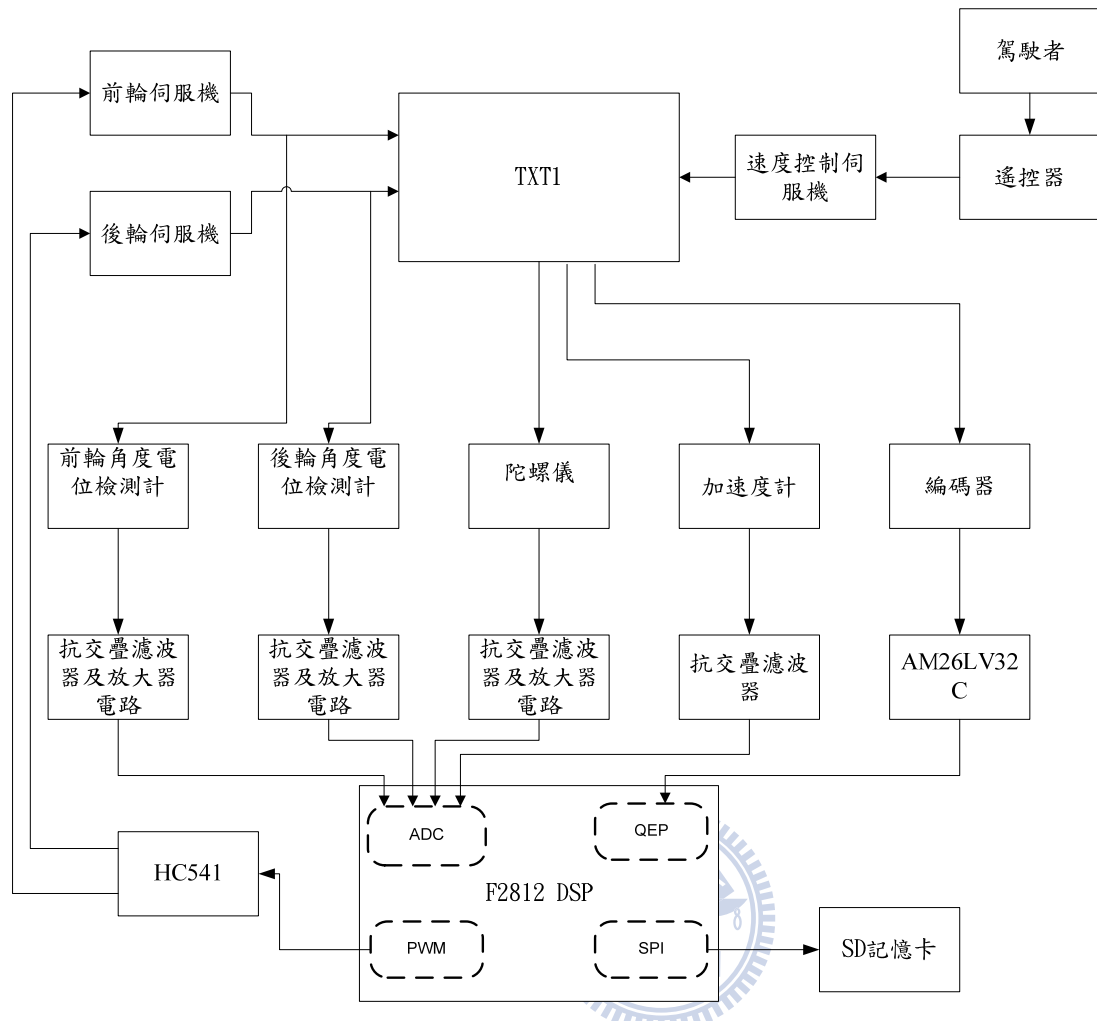 駕駛者
前輪伺服機
TXT1
速度控制伺
服機
遙控器
後輪伺服機
前輪角度電
位檢測計
後輪角度電
位檢測計
陀螺儀
加速度計
編碼器
抗交疊濾波
器及放大器
電路
抗交疊濾波
器及放大器
電路
抗交疊濾波
器及放大器
電路
抗交疊濾波
器
AM26LV32
C
ADC
QEP
HC541
F2812 DSP
PWM
SPI
SD記憶卡
8